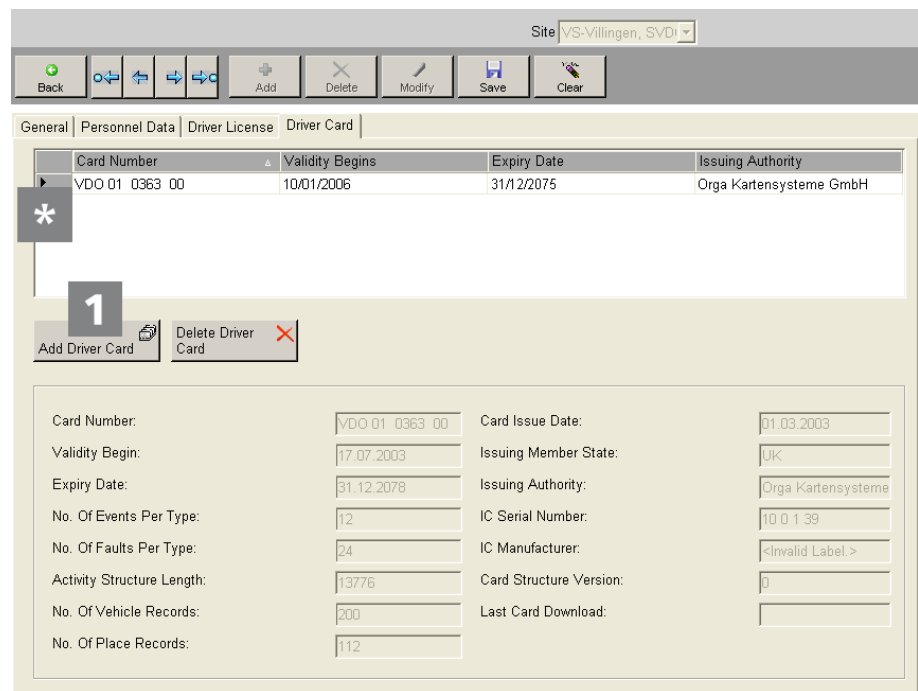 Site VS-Villingen, SVD
Back Add Delete Modify Save Clear
General Personnel Data Driver License Driver Card
Card Number Validity Begins Expiry Date Issuing Authority
VDO 01 0363 00 10/01/2006 31/12/2075 Orga Kartensysteme GmbH
*
1
Add Driver Card Delete Driver Card
Card Number: VDO 01 0363 00 Card Issue Date: 01.03.2003
Validity Begin: 17.07.2003 Issuing Member State: UK
Expiry Date: 31.12.2078 Issuing Authority: Orga Kartensysteme
No. Of Events Per Type: 12 IC Serial Number: 10 0 1 39
No. Of Faults Per Type: 24 IC Manufacturer: <Invalid Label.>
Activity Structure Length: 13776 Card Structure Version: 0
No. Of Vehicle Records: 200 Last Card Download:
No. Of Place Records: 112